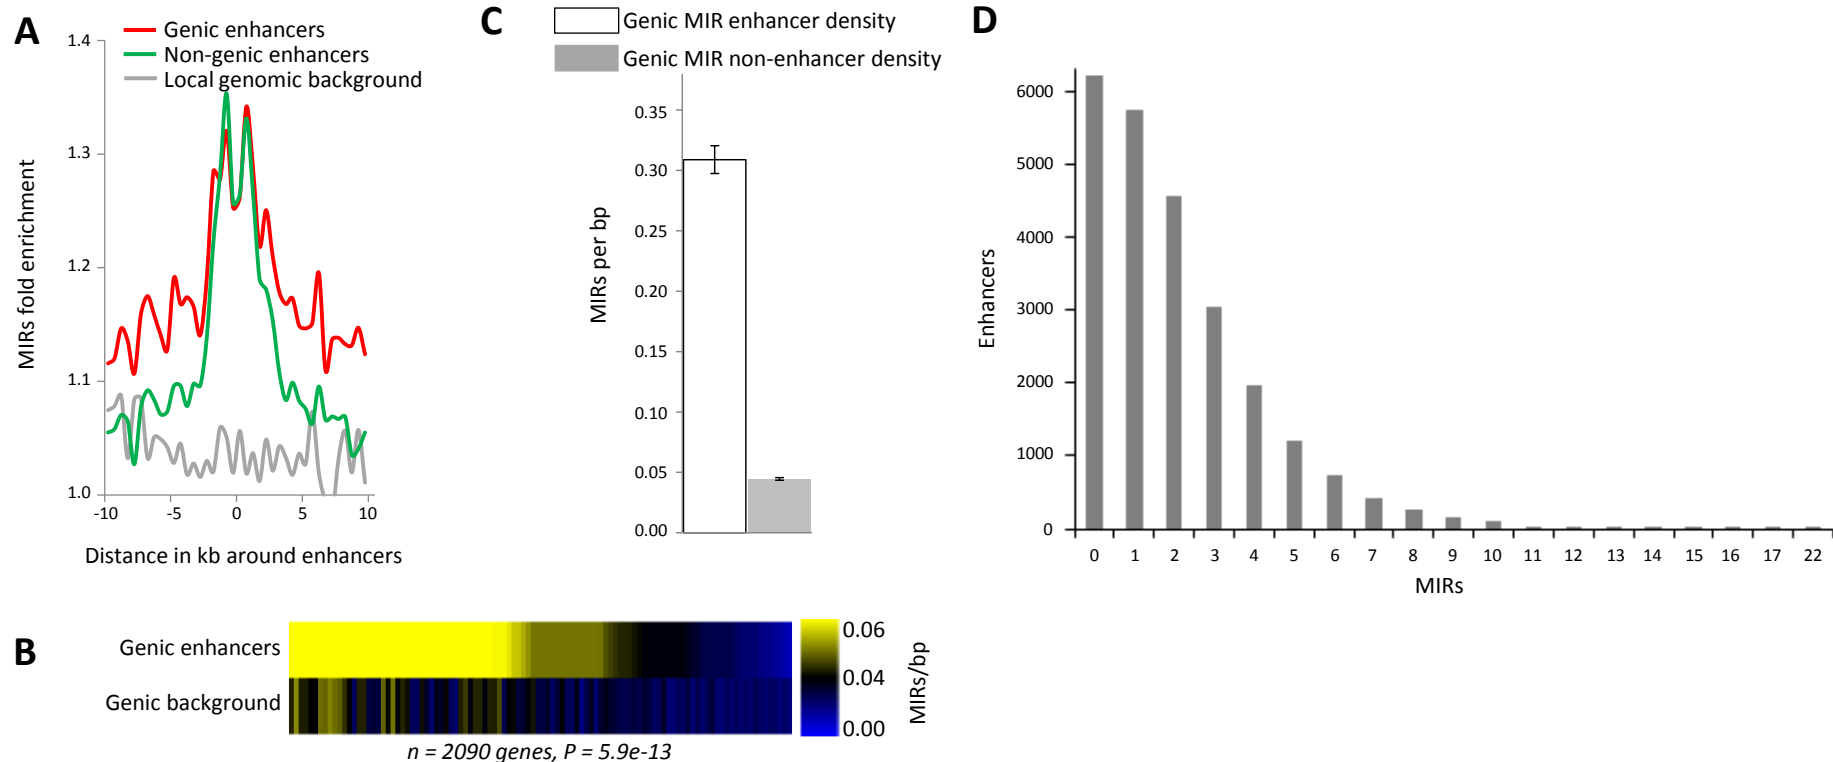 A
Genic enhancers
Non-genic enhancers
Local genomic background
1.4
1.3
1.2
1.1
1.0
MIRs fold enrichment
-10 -5 0 5 10
Distance in kb around enhancers
B
Genic enhancers
Genic background
0.06
0.04
0.00
MIRs/bp
n = 2090 genes, P = 5.9e-13
C
Genic MIR enhancer density
Genic MIR non-enhancer density
0.35
0.30
0.25
0.20
0.15
0.10
0.05
0.00
MIRs per bp
D
6000
5000
4000
3000
2000
1000
0
Enhancers
0 1 2 3 4 5 6 7 8 9 10 11 12 13 14 15 16 17 22
MIRs